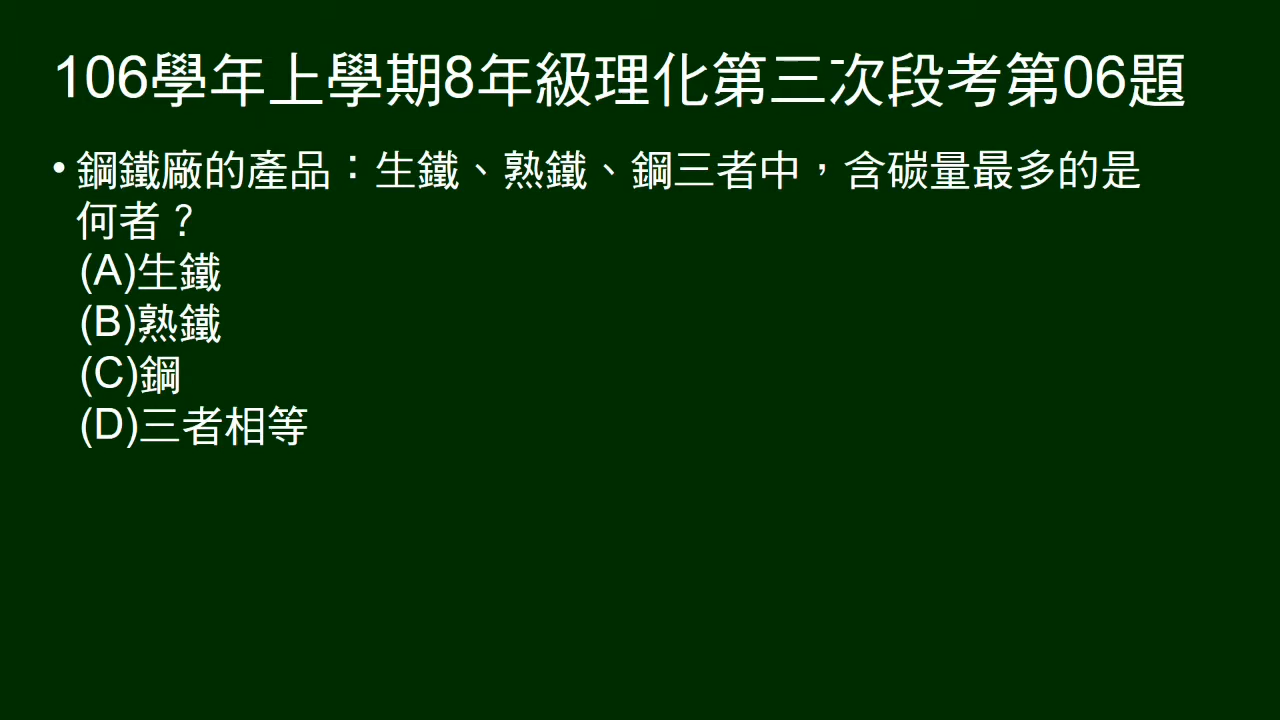 106學年上學期8年級理化第三次段考第06題
•鋼鐵廠的產品：生鐵、熟鐵、鋼三者中，含碳量最多的是
何者？
(A)生鐵
(B)熟鐵
(C)鋼
(D)三者相等